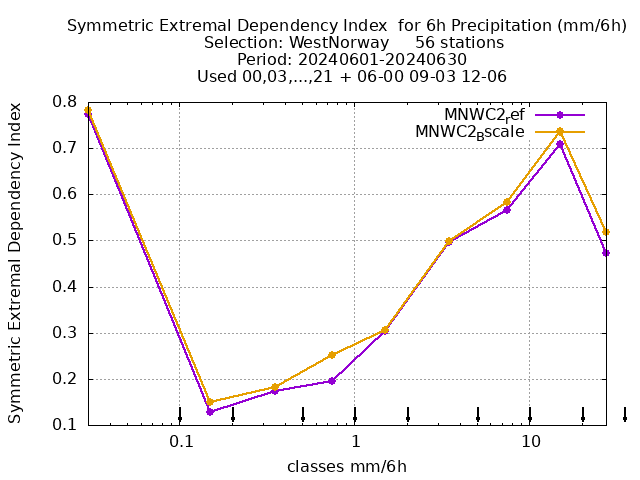 Symmetric Extremal Dependency Index  for 6h Precipitation (mm/6h)
Selection: WestNorway     56 stations
Period: 20240601-20240630
Used 00,03,...,21 + 06-00 09-03 12-06
Symmetric Extremal Dependency Index
0.8
0.7
0.6
0.5
0.4
0.3
0.2
0.1
MNWC2ref
MNWC2Bscale
0.1
1
10
classes mm/6h